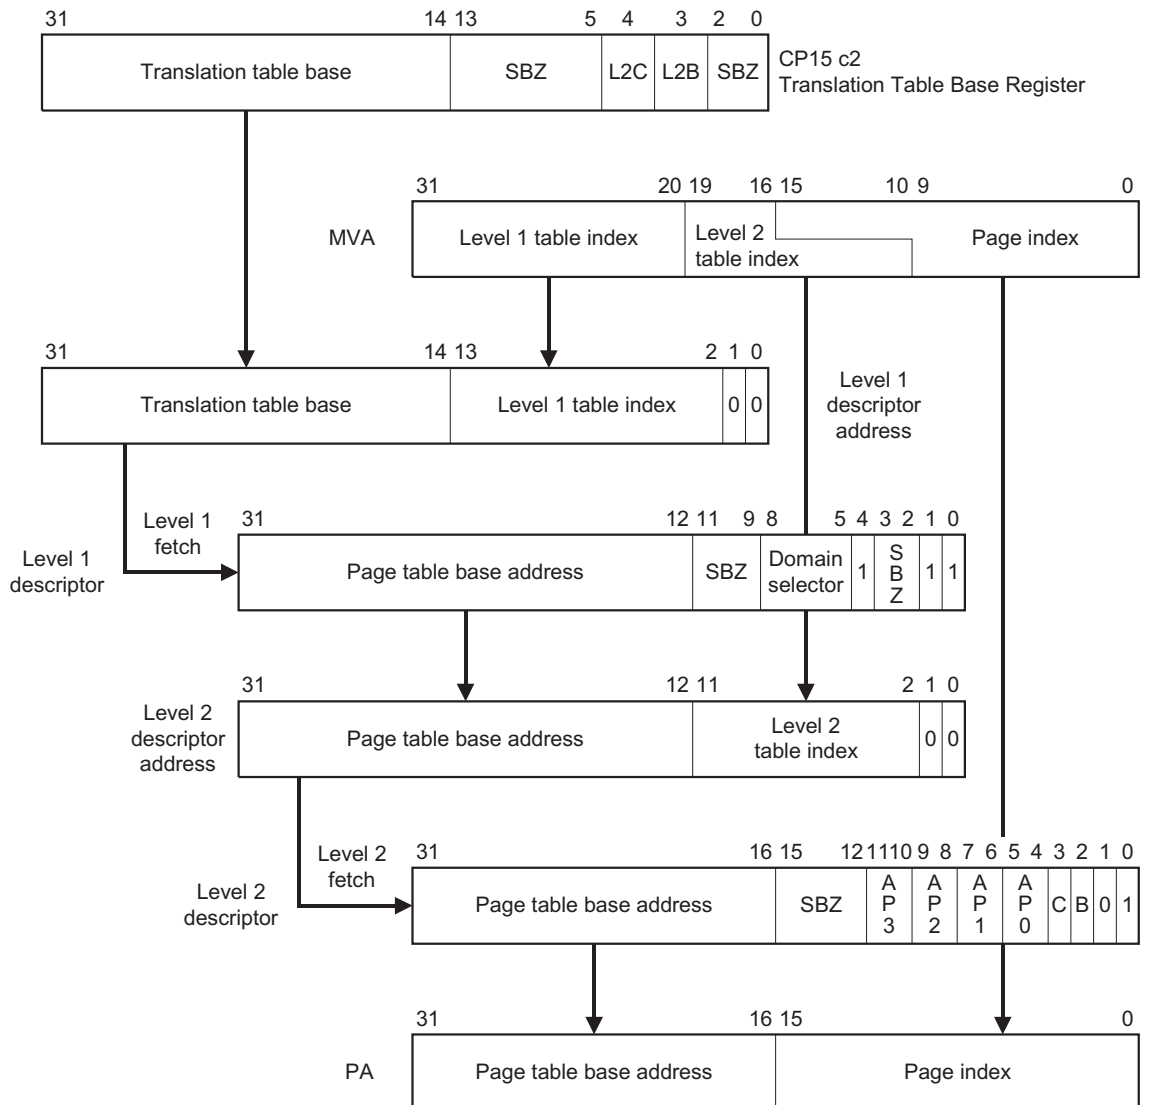 31 14 13 5 4 3 2 0
Translation table base SBZ L2C L2B SBZ
CP15 c2
Translation Table Base Register
31 20 19 16 15 10 9 0
MVA
Level 1 table index
Level 2
table index
Page index
31 14 13 2 1 0
Translation table base Level 1 table index 0 0
Level 1
descriptor
address
Level 1
fetch
Level 1
descriptor
31 12 11 9 8 5 4 3 2 1 0
Page table base address SBZ
Domain
selector
1
S
B
Z
1 1
31 12 11 2 1 0
Level 2
descriptor
address
Page table base address
Level 2
table index
0 0
Level 2
fetch
Level 2
descriptor
31 16 15 12 11 10 9 8 7 6 5 4 3 2 1 0
Page table base address SBZ
A
P
3
A
P
2
A
P
1
A
P
0
C B 0 1
31 16 15 0
PA
Page table base address Page index